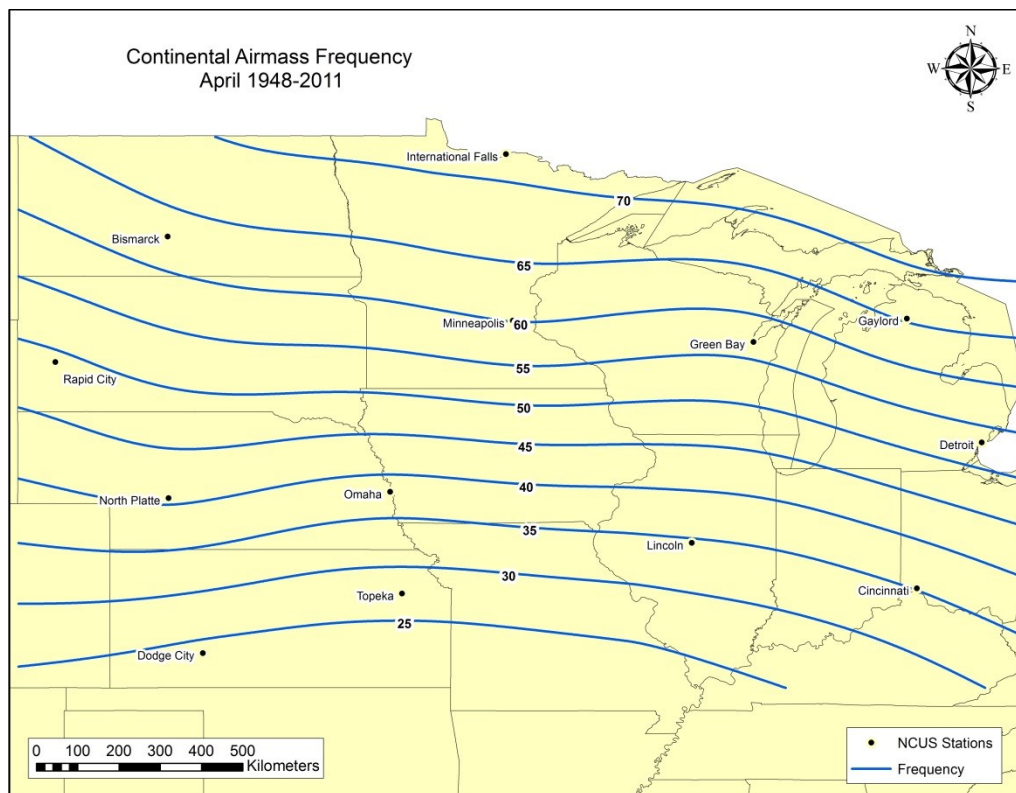 Continental Airmass Frequency
April 1948-2011
N
W E
S
International Falls
70
Bismarck
65
Minneapolis
60
Gaylord
Green Bay
55
Rapid City
50
45
Detroit
40
Omaha
North Platte
35
Lincoln
30
Topeka
Cincinnati
25
Dodge City
0 100 200 300 400 500
Kilometers
NCUS Stations
Frequency